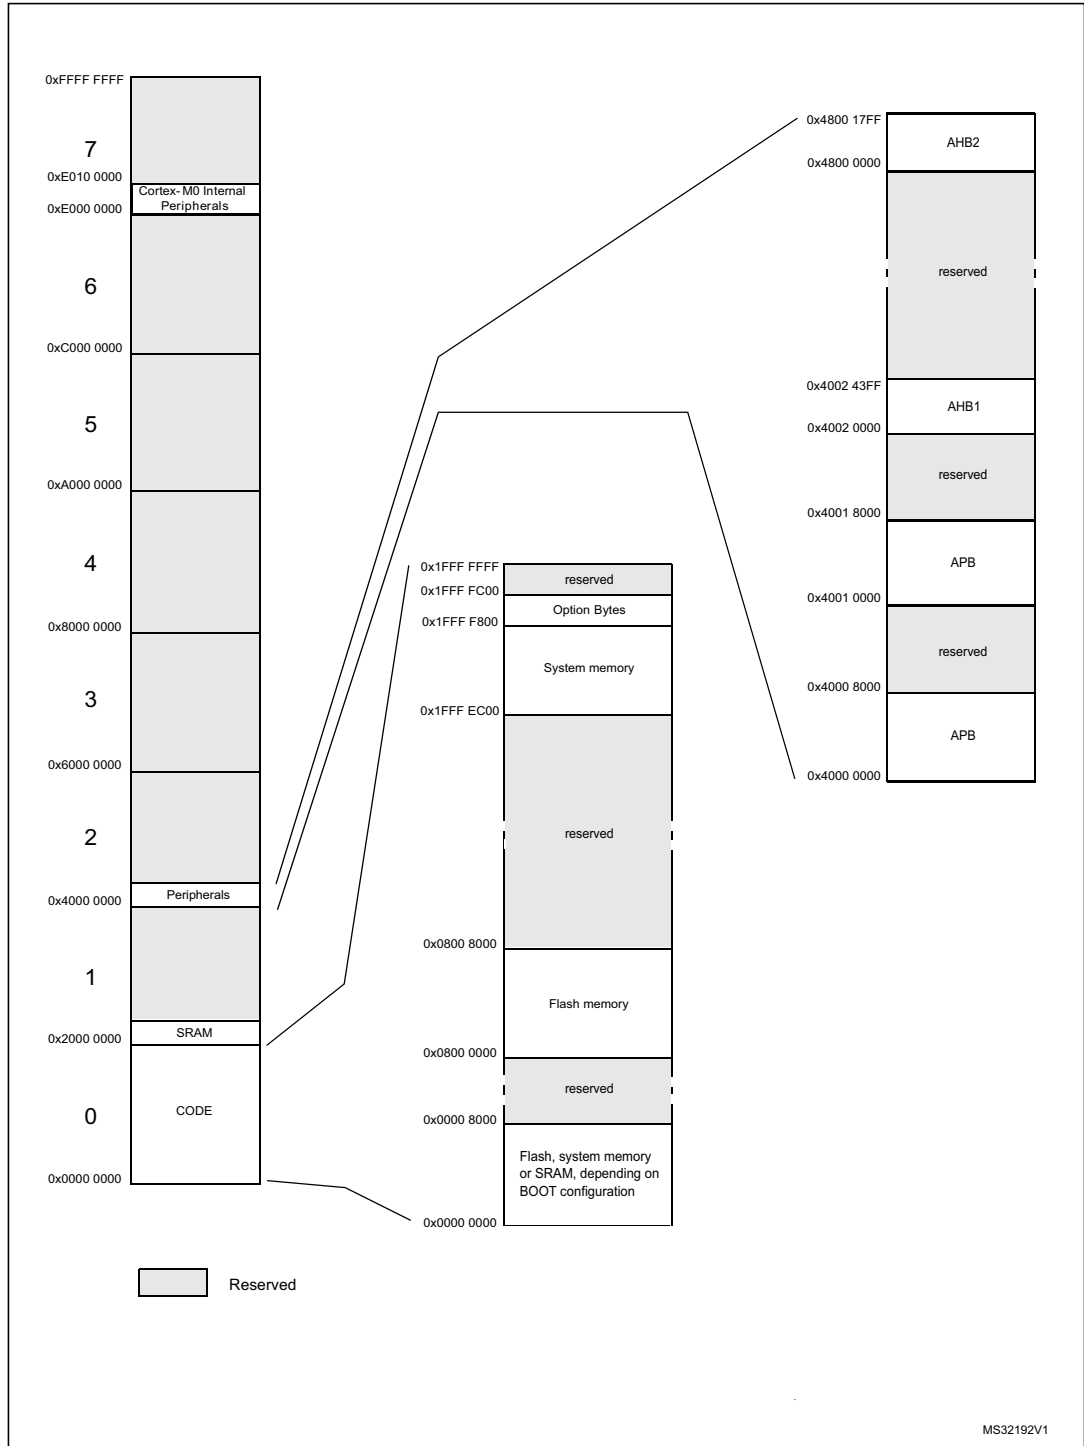 0xFFFF FFFF
7
0xE010 0000
Cortex-M0 Internal
Peripherals
0xE000 0000
6
0xC000 0000
5
0xA000 0000
4
0x8000 0000
3
0x6000 0000
2
Peripherals
0x4000 0000
1
SRAM
0x2000 0000
0
CODE
0x0000 0000
0x1FFF FFFF
reserved
0x1FFF FC00
Option Bytes
0x1FFF F800
System memory
0x1FFF EC00
reserved
0x0800 8000
Flash memory
0x0800 0000
reserved
0x0000 8000
Flash, system memory
or SRAM, depending on
BOOT configuration
0x0000 0000
0x4800 17FF
AHB2
0x4800 0000
reserved
0x4002 43FF
AHB1
0x4002 0000
reserved
0x4001 8000
APB
0x4001 0000
reserved
0x4000 8000
APB
0x4000 0000
Reserved
MS32192V1